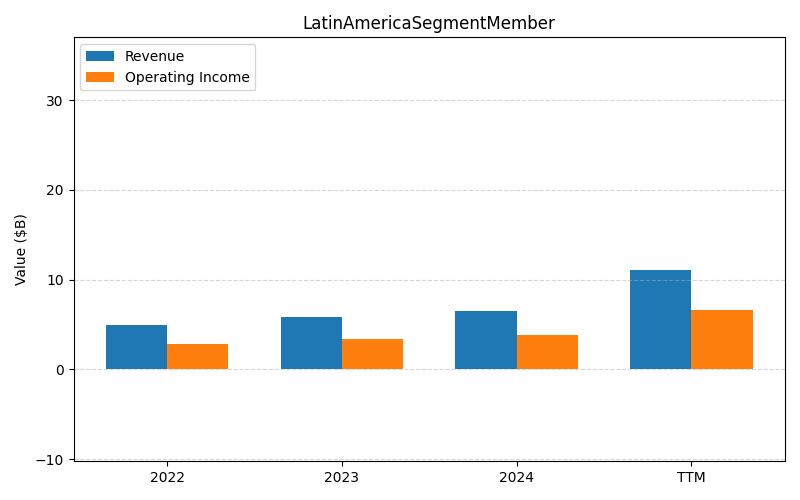 LatinAmericaSegmentMember
Revenue
Operating Income
Value ($B)
30
20
10
0
−10
2022
2023
2024
TTM